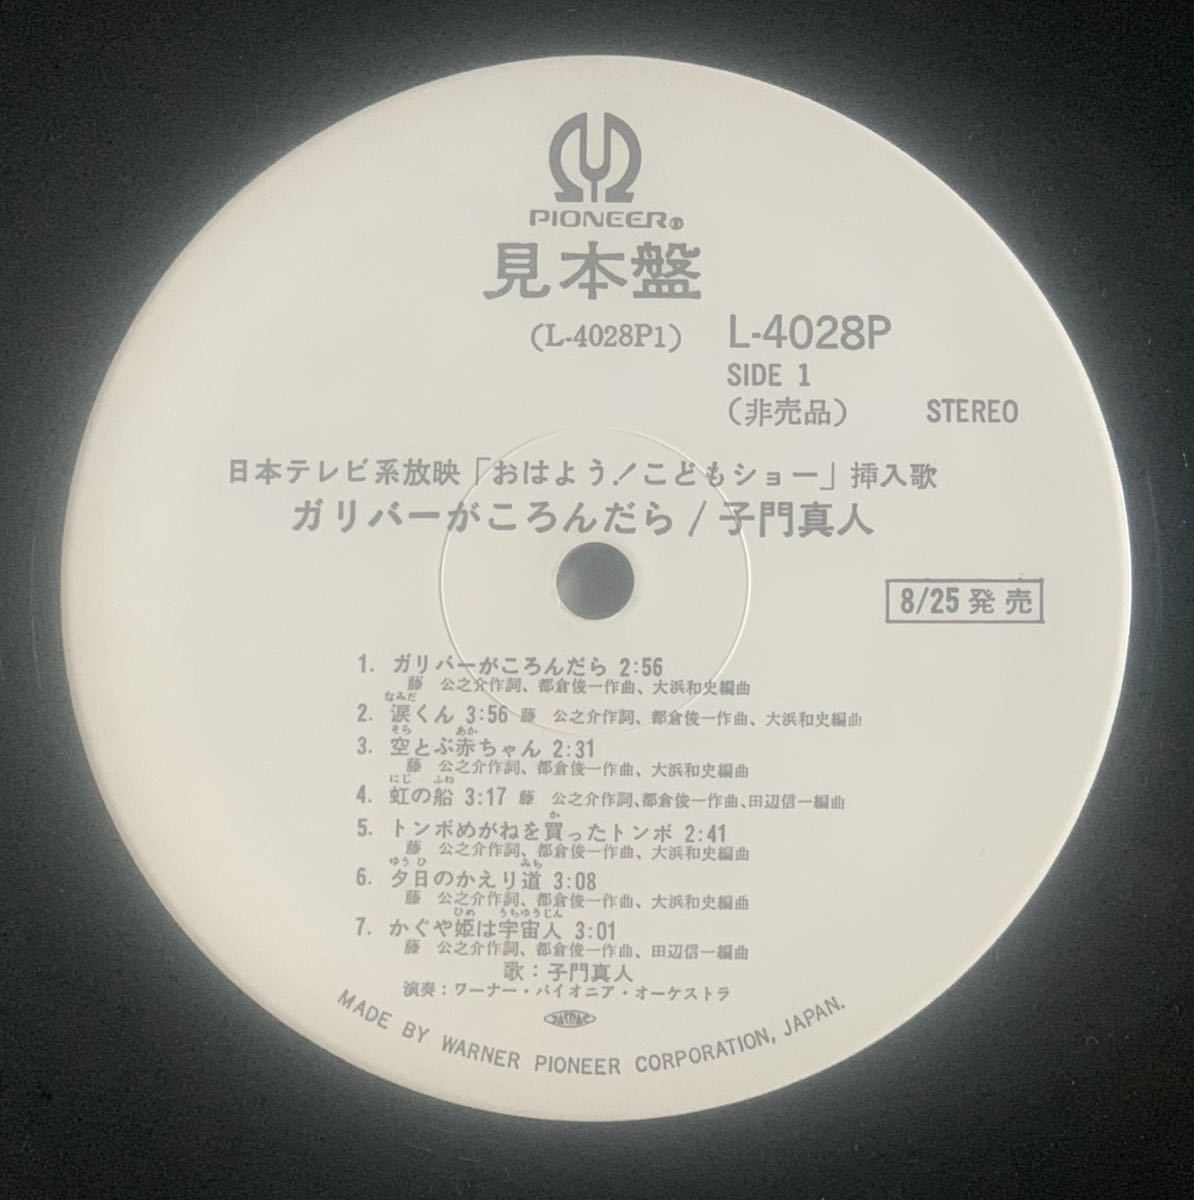 PIONEER®
見本盤
(L-4028P1) L-4028P
SIDE 1
(非売品) STEREO
日本テレビ系放映「おはよう!こどもショー」挿入歌
ガリバーがころんだら/子門真人
8/25発売
1. ガリバーがころんだら 2:56
藤 公之介作詞、都倉俊一作曲、大浜和史編曲
なみだ
2. 涙くん 3:56 藤 公之介作詞、都倉俊一作曲、大浜和史編曲
そら あか
3. 空とぶ赤ちゃん 2:31
藤 公之介作詞、都倉俊一作曲、大浜和史編曲
にじ ふね
4. 虹の船 3:17 藤 公之介作詞、都倉俊一作曲、田辺信一編曲
か
5. トンボめがねを買ったトンボ 2:41
藤 公之介作詞、都倉俊一作曲、大浜和史編曲
ゆうひ みち
6. 夕日のかえり道 3:08
藤 公之介作詞、都倉俊一作曲、大浜和史編曲
ひめ うちゅうじん
7. かぐや姫は宇宙人 3:01
藤 公之介作詞、都倉俊一作曲、田辺信一編曲
歌:子門真人
演奏:ワーナー・パイオニア・オーケストラ
JASRAC
MADE BY WARNER PIONEER CORPORATION, JAPAN.